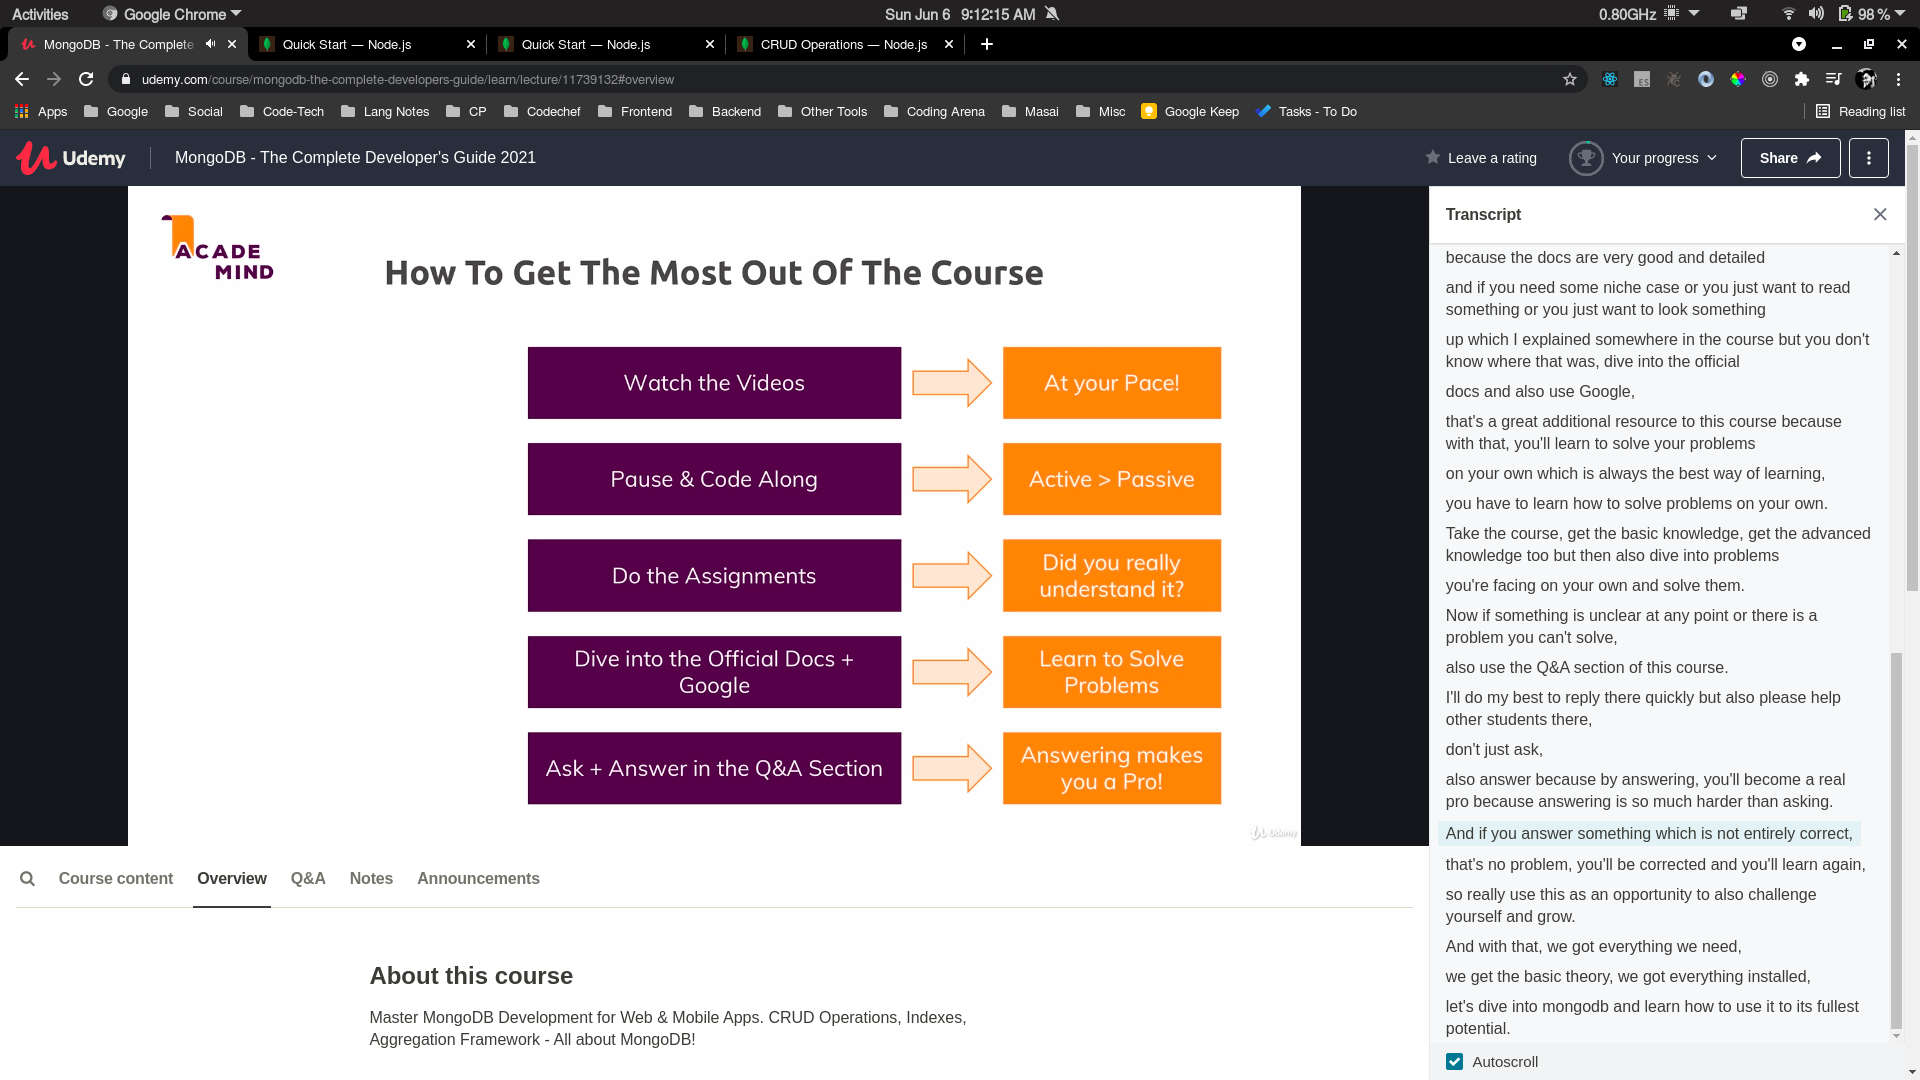 Activities
Google Chrome
Sun Jun 6 9:12:15 AM
0.80GHz
98 %
MongoDB - The Complete
Quick Start — Node.js
Quick Start — Node.js
CRUD Operations — Node.js
udemy.com/course/mongodb-the-complete-developers-guide/learn/lecture/11739132#overview
ES
Apps
Google
Social
Code-Tech
Lang Notes
CP
Codechef
Frontend
Backend
Other Tools
Coding Arena
Masai
Misc
Google Keep
Tasks - To Do
Reading list
Udemy
MongoDB - The Complete Developer's Guide 2021
Leave a rating
Your progress
Share
ACADE
MIND
How To Get The Most Out Of The Course
Watch the Videos
At your Pace!
Pause & Code Along
Active > Passive
Do the Assignments
Did you really
understand it?
Dive into the Official Docs +
Google
Learn to Solve
Problems
Ask + Answer in the Q&A Section
Answering makes
you a Pro!
Udemy
Transcript
because the docs are very good and detailed
and if you need some niche case or you just want to read
something or you just want to look something
up which I explained somewhere in the course but you don't
know where that was, dive into the official
docs and also use Google,
that's a great additional resource to this course because
with that, you'll learn to solve your problems
on your own which is always the best way of learning,
you have to learn how to solve problems on your own.
Take the course, get the basic knowledge, get the advanced
knowledge too but then also dive into problems
you're facing on your own and solve them.
Now if something is unclear at any point or there is a
problem you can't solve,
also use the Q&A section of this course.
I'll do my best to reply there quickly but also please help
other students there,
don't just ask,
also answer because by answering, you'll become a real
pro because answering is so much harder than asking.
And if you answer something which is not entirely correct,
that's no problem, you'll be corrected and you'll learn again,
so really use this as an opportunity to also challenge
yourself and grow.
And with that, we got everything we need,
we get the basic theory, we got everything installed,
let's dive into mongodb and learn how to use it to its fullest
potential.
Autoscroll
Course content
Overview
Q&A
Notes
Announcements
About this course
Master MongoDB Development for Web & Mobile Apps. CRUD Operations, Indexes,
Aggregation Framework - All about MongoDB!